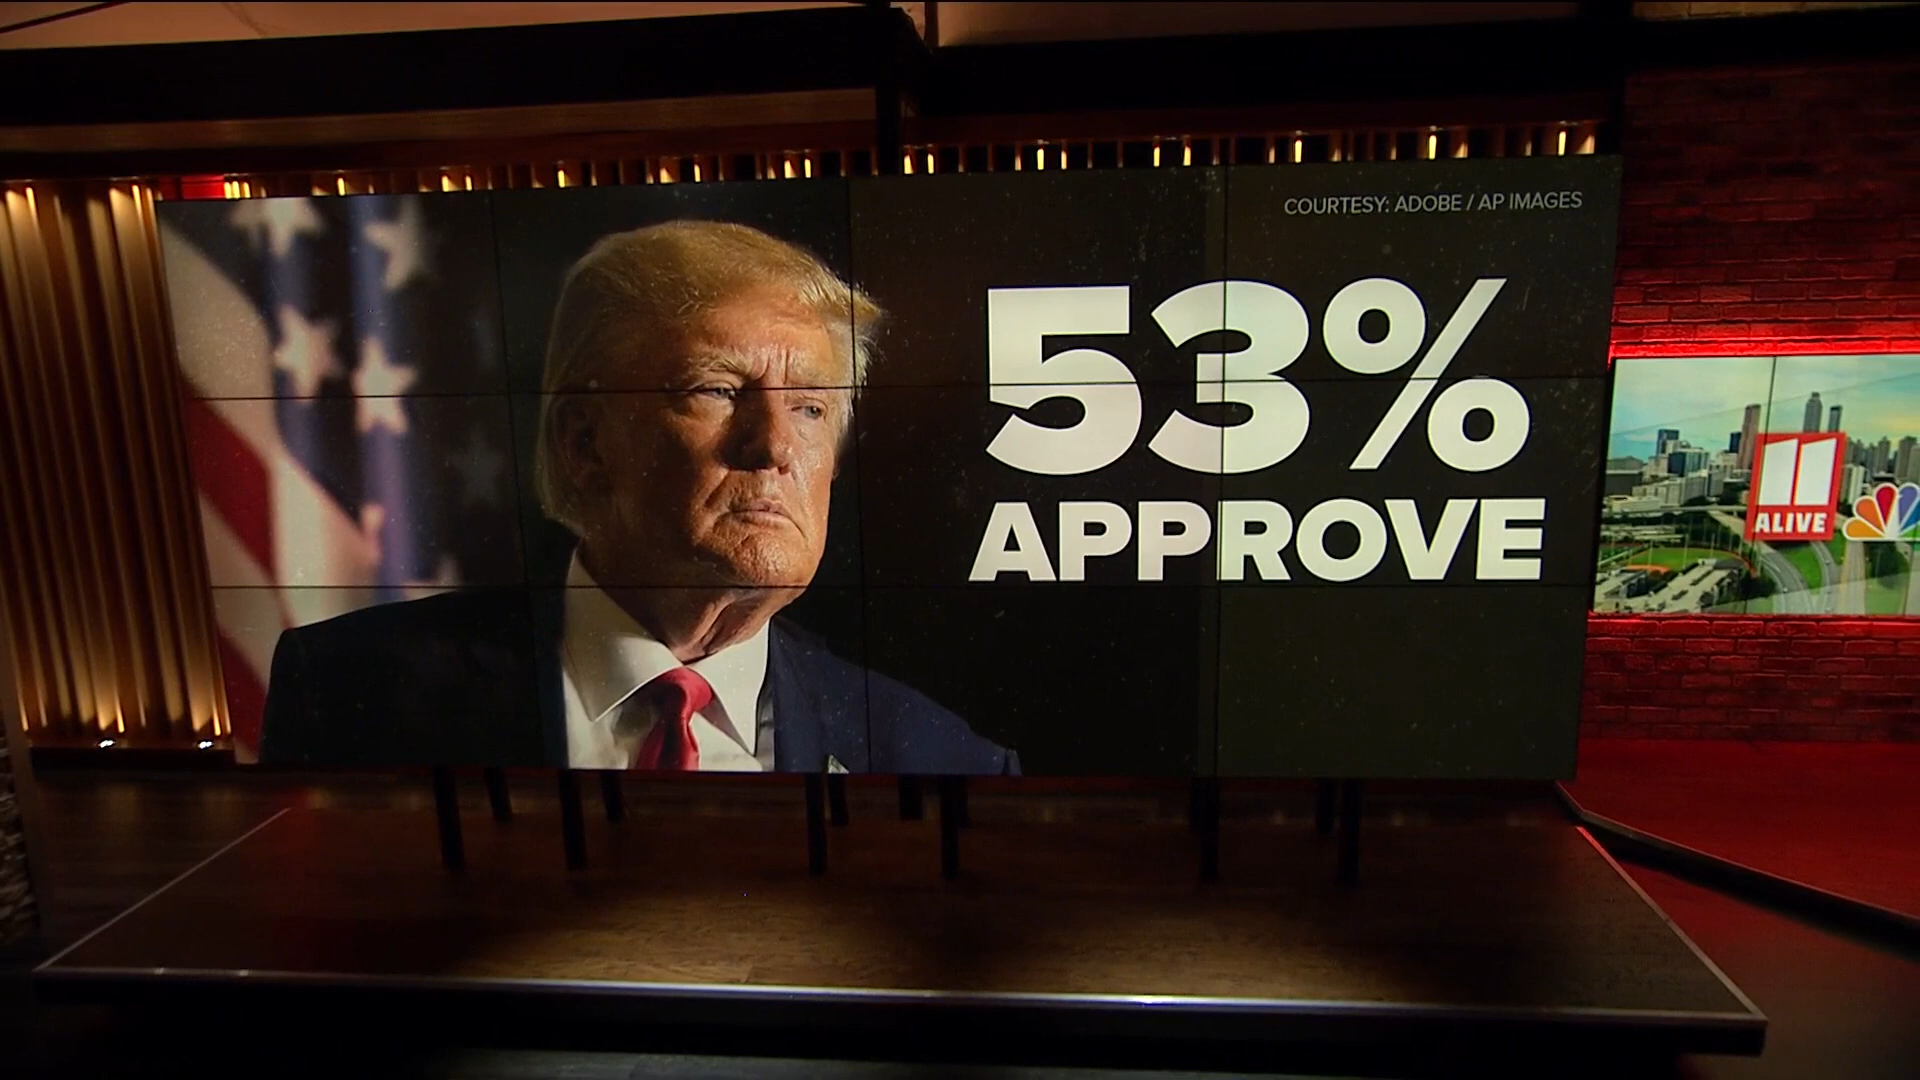 COURTESY: ADOBE / AP IMAGES
53%
APPROVE
11
ALIVE